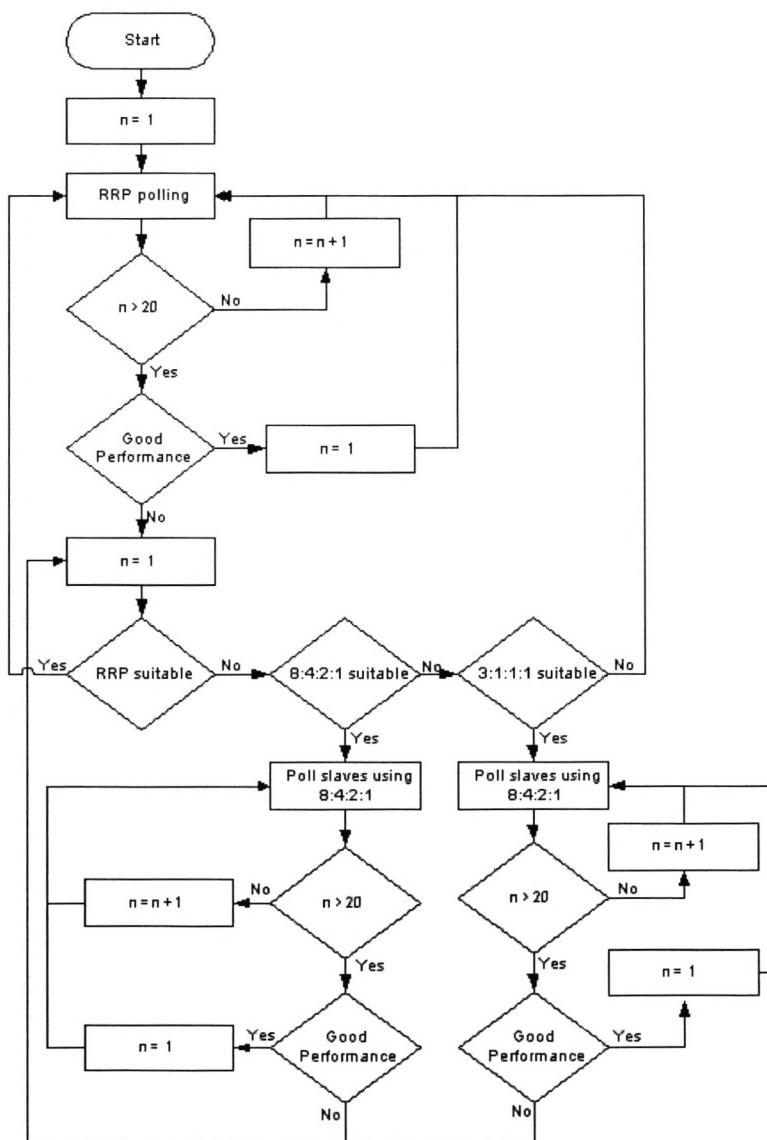 Start
n = 1
RRP polling
n = n + 1
n > 20
No
Yes
Good
Performance
Yes
n = 1
No
n = 1
Yes
RRP suitable
No
8:4:2:1 suitable
No
3:1:1:1 suitable
No
Yes
Yes
Poll slaves using
8:4:2:1
Poll slaves using
8:4:2:1
n = n + 1
n = n + 1
No
n > 20
n > 20
No
Yes
Yes
n = 1
n = 1
Yes
Good
Performance
Good
Performance
Yes
No
No